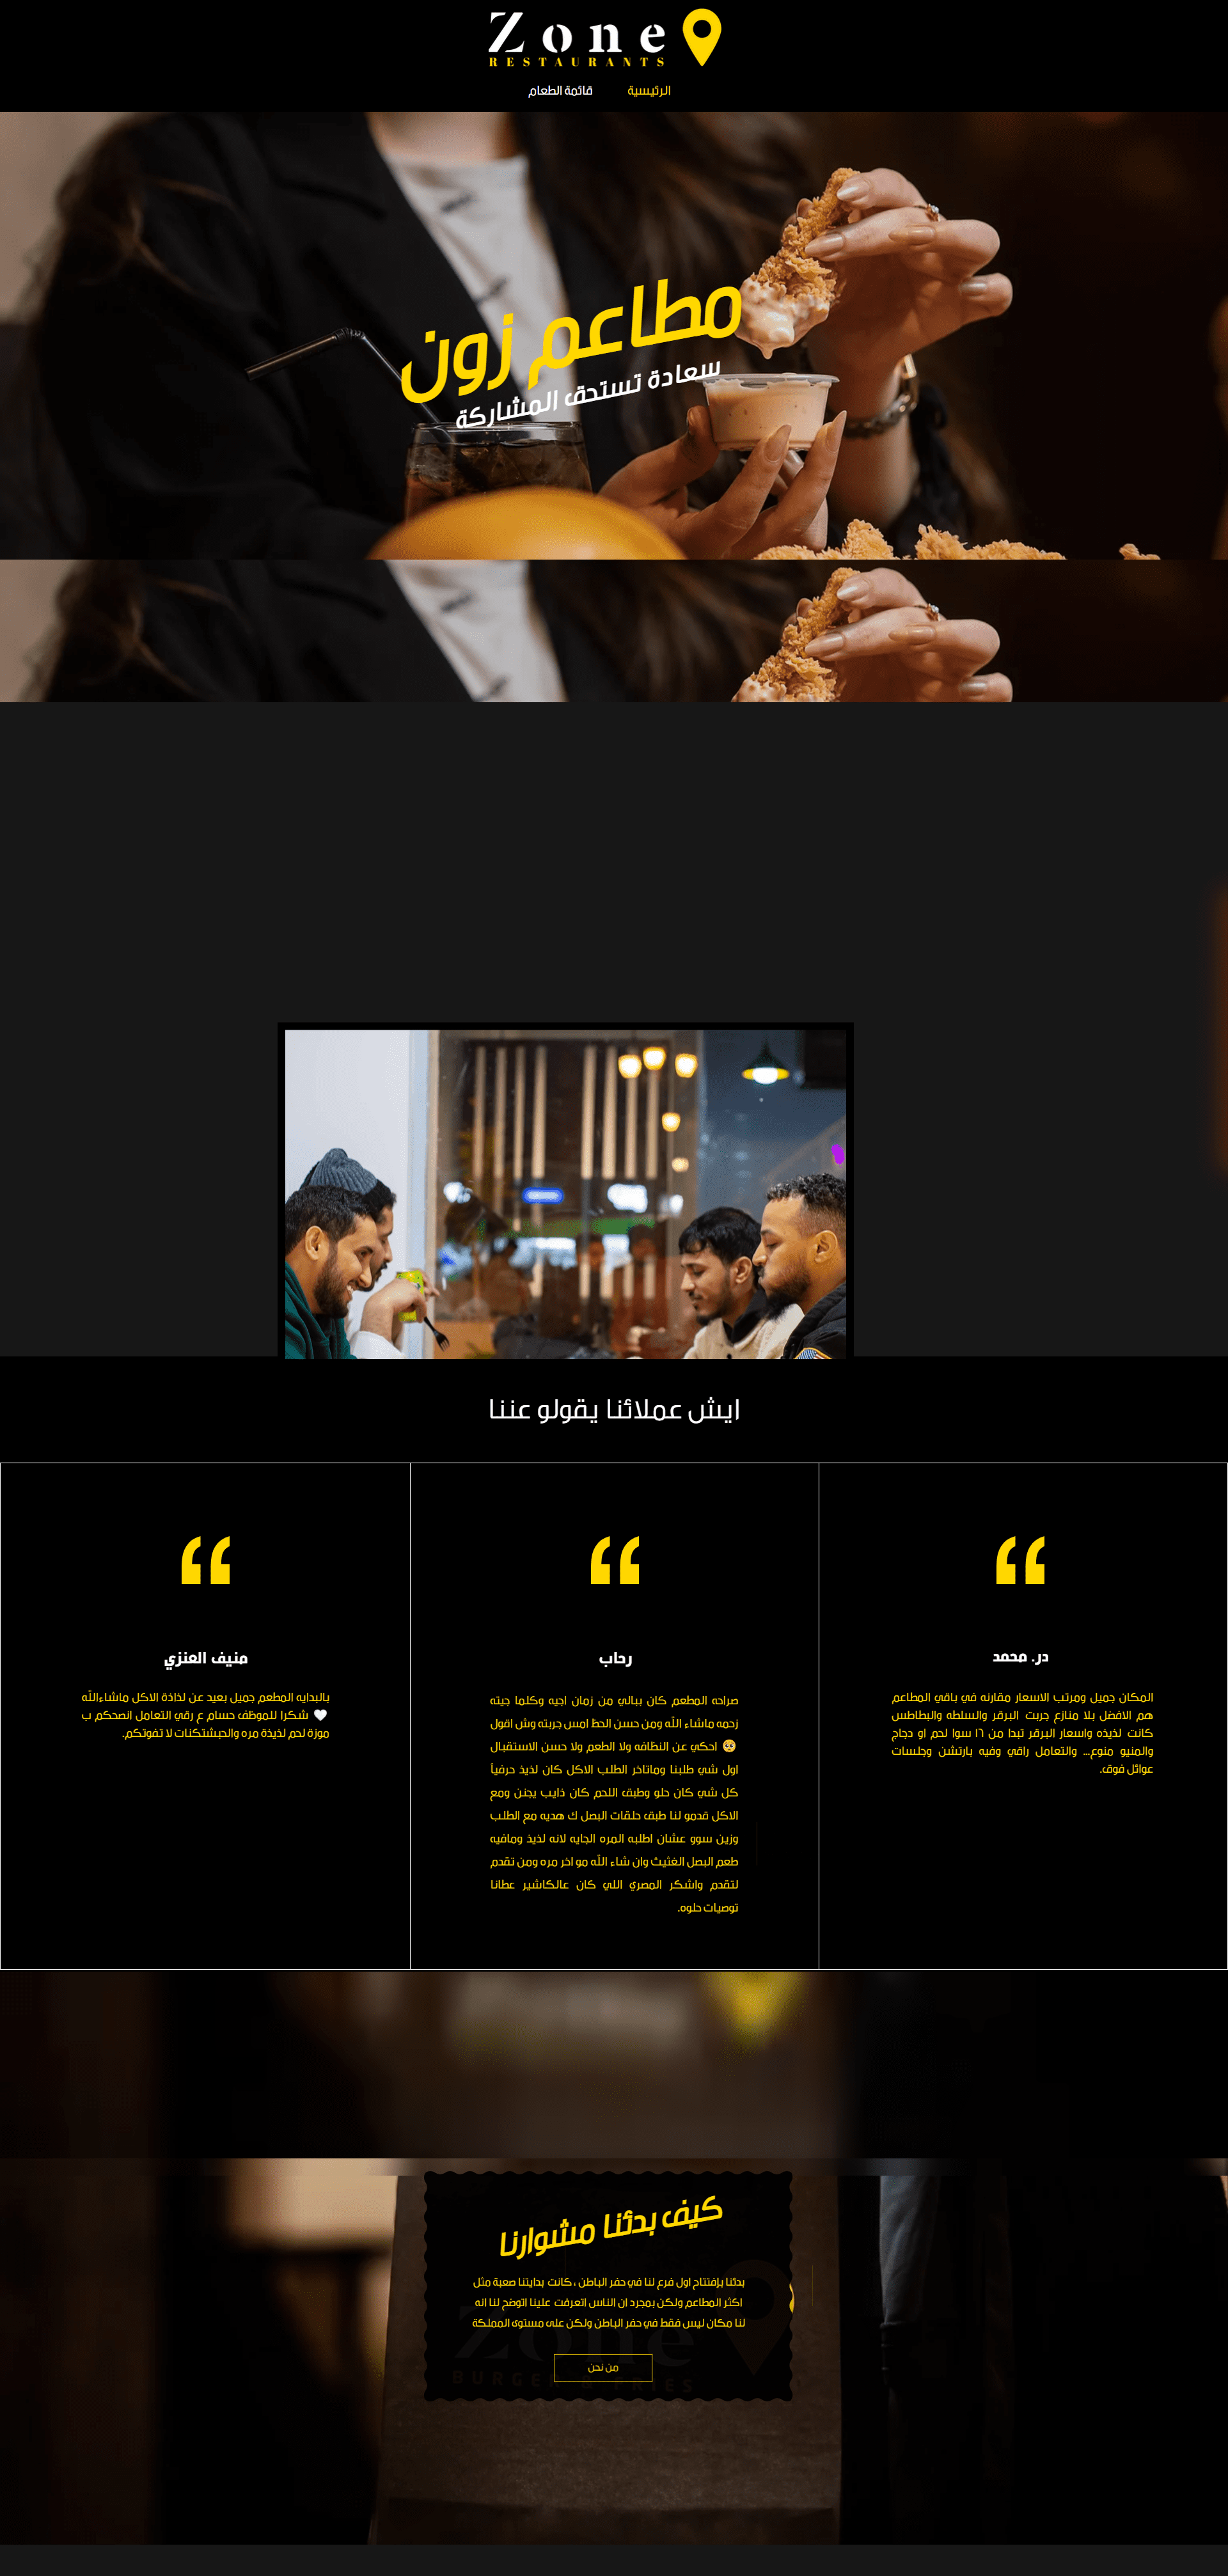 Zone
RESTAURANTS
الرئيسية
قائمة الطعام
مطاعم زون
سعادة تستحق المشاركة
ايش عملائنا يقولو عننا
در. محمد
المكان جميل ومرتب الاسعار مقارنه في باقي المطاعم
هم الافضل بلا منازع جربت البرقر والسلطه والبطاطس
كانت لذيذه واسعار البرقر تبدا من ١٦ سوا لحم او دجاج
والمنيو منوع... والتعامل راقي وفيه بارتشن وجلسات
عوائل فوق.
رحاب
صراحه المطعم كان ببالي من زمان اجيه وكلما جيته
زحمه ماشاء الله ومن حسن الحظ امس جربته وش اقول
🥺 احكي عن النظافه ولا الطعم ولا حسن الاستقبال
اول شي طلبنا وماتاخر الطلب الاكل كان لذيذ حرفياً
كل شي كان حلو وطبق اللحم كان ذايب يجنن ومع
الاكل قدمو لنا طبق حلقات البصل ك هديه مع الطلب
وزين سوو عشان اطلبه المره الجايه لانه لذيذ ومافيه
طعم البصل الغثيث وان شاء الله مو اخر مره ومن تقدم
لتقدم واشكر المصري اللي كان عالكاشير عطانا
توصيات حلوه.
منيف العنزي
بالبدايه المطعم جميل بعيد عن لذاذة الاكل ماشاءالله
🤍 شكرا للموظف حسام ع رقي التعامل انصحكم ب
موزة لحم لذيذة مره والحبشتكنات لا تفوتكم.
كيف بدئنا مشوارنا
بدئنا بإفتتاح اول فرع لنا في حفر الباطن ، كانت بدايتنا صعبة مثل
اكثر المطاعم ولكن بمجرد ان الناس اتعرفت علينا اتوضح لنا انه
لنا مكان ليس فقط في حفر الباطن ولكن على مستوى المملكة
من نحن
Zone
BURGER & FRIES